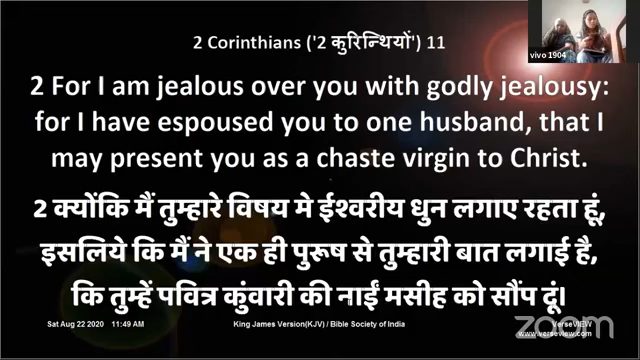 2 Corinthians ('2 कुरिन्थियों') 11
vivo 1904
2 For I am jealous over you with godly jealousy:
for I have espoused you to one husband, that I
may present you as a chaste virgin to Christ.
2 क्योंकि मैं तुम्हारे विषय मे ईश्वरीय धुन लगाए रहता हूं,
इसलिये कि मैं ने एक ही पुरूष से तुम्हारी बात लगाई है,
कि तुम्हें पवित्र कुंवारी की नाईं मसीह को सौंप दूं।
Sat Aug 22 2020 11:49 AM King James Version(KJV) / Bible Society of India VerseVIEW
www.verseview.com
zoom